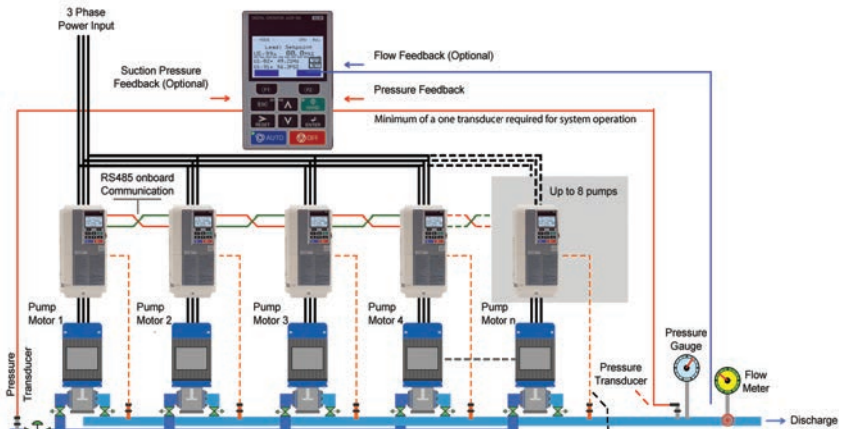 3 Phase
Power Input
Suction Pressure
Feedback (Optional)
Flow Feedback (Optional)
Pressure Feedback
Minimum of a one transducer required for system operation
AUTO
OFF
RS485 onboard
Communication
Up to 8 pumps
Pump
Motor 1
Pump
Motor 2
Pump
Motor 3
Pump
Motor 4
Pump
Motor n
Pressure
Gauge
Pressure
Transducer
Pressure
Transducer
Flow
Meter
Discharge